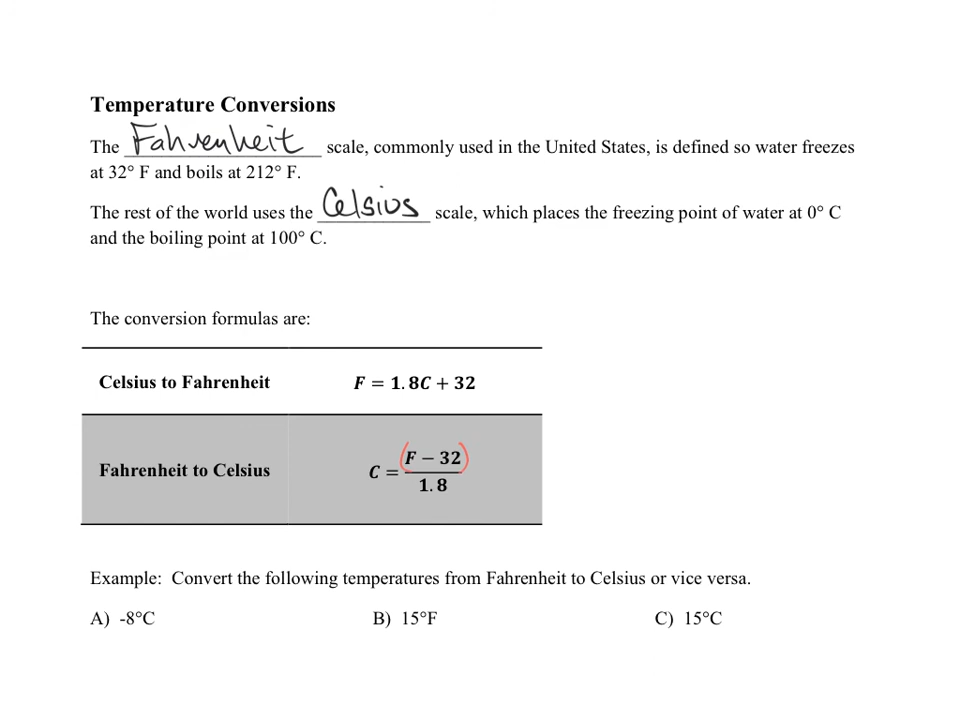 Temperature Conversions
The Fahrenheit scale, commonly used in the United States, is defined so water freezes
at 32° F and boils at 212° F.
The rest of the world uses the Celsius scale, which places the freezing point of water at 0° C
and the boiling point at 100° C.
The conversion formulas are:
Celsius to Fahrenheit F = 1.8C + 32
Fahrenheit to Celsius C = (F − 32) / 1.8
Example: Convert the following temperatures from Fahrenheit to Celsius or vice versa.
A) -8°C B) 15°F C) 15°C